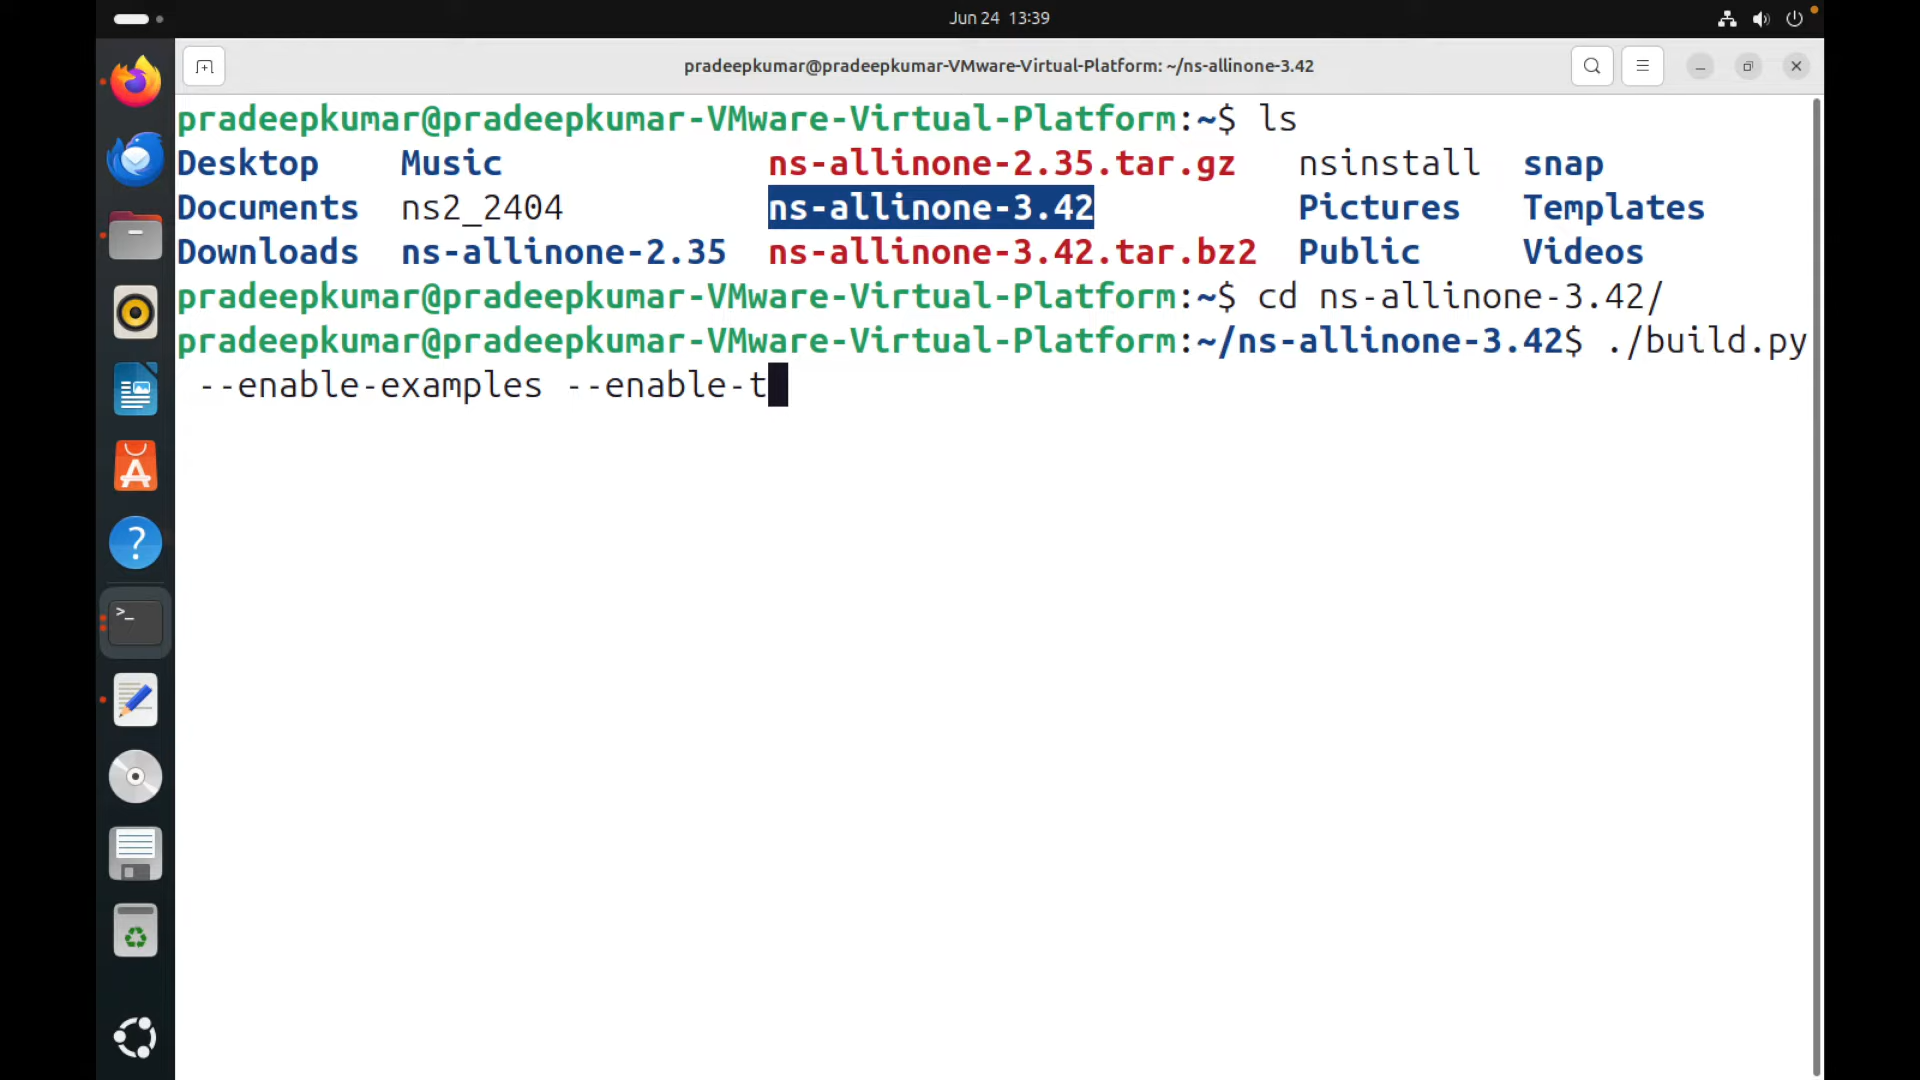 Jun 24 13:39
pradeepkumar@pradeepkumar-VMware-Virtual-Platform: ~/ns-allinone-3.42
pradeepkumar@pradeepkumar-VMware-Virtual-Platform:~$ ls
Desktop Music ns-allinone-2.35.tar.gz nsinstall snap
Documents ns2_2404 ns-allinone-3.42 Pictures Templates
Downloads ns-allinone-2.35 ns-allinone-3.42.tar.bz2 Public Videos
pradeepkumar@pradeepkumar-VMware-Virtual-Platform:~$ cd ns-allinone-3.42/
pradeepkumar@pradeepkumar-VMware-Virtual-Platform:~/ns-allinone-3.42$ ./build.py
--enable-examples --enable-t